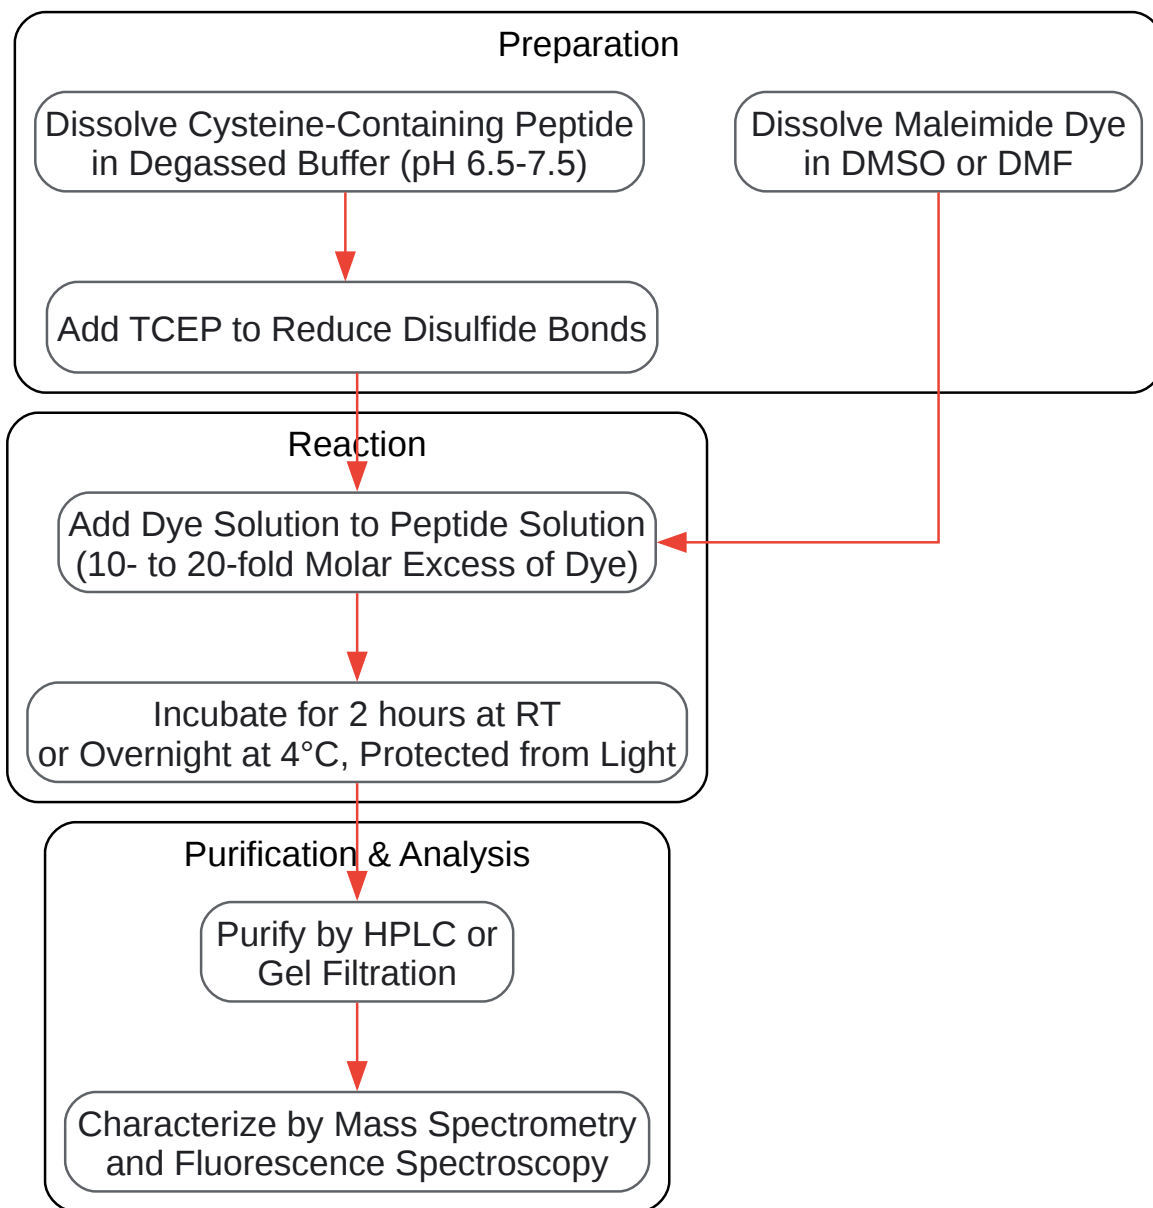 Preparation
Dissolve Cysteine-Containing Peptide
in Degassed Buffer (pH 6.5-7.5)
Dissolve Maleimide Dye
in DMSO or DMF
Add TCEP to Reduce Disulfide Bonds
Reaction
Add Dye Solution to Peptide Solution
(10- to 20-fold Molar Excess of Dye)
Incubate for 2 hours at RT
or Overnight at 4°C, Protected from Light
Purification & Analysis
Purify by HPLC or
Gel Filtration
Characterize by Mass Spectrometry
and Fluorescence Spectroscopy